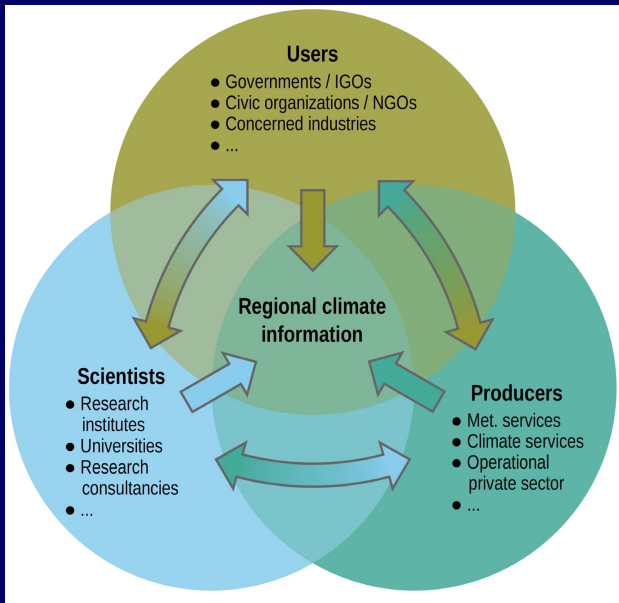 Users
● Governments / IGOs
● Civic organizations / NGOs
● Concerned industries
● ...
Regional climate
information
Scientists
● Research
institutes
● Universities
● Research
consultancies
● ...
Producers
● Met. services
● Climate services
● Operational
private sector
● ...